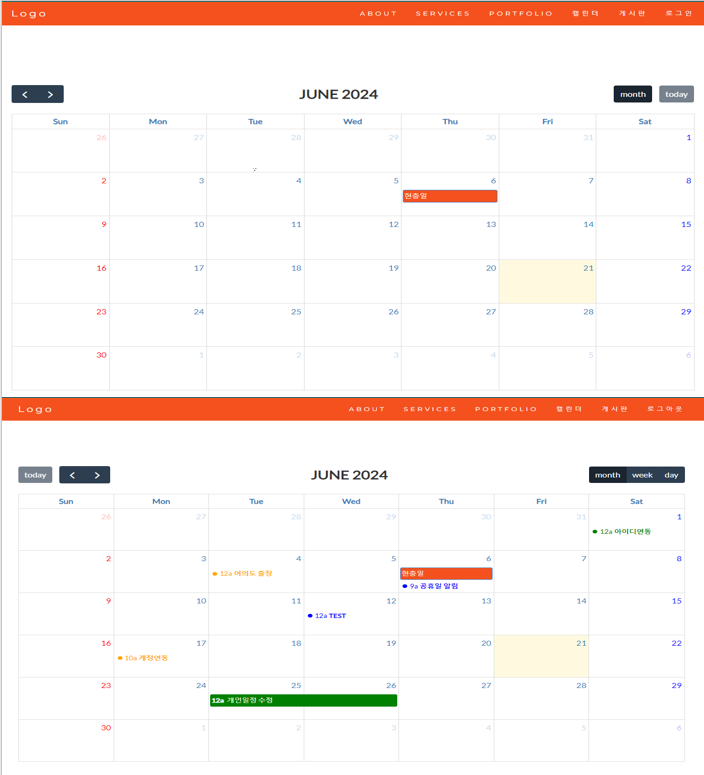 Logo ABOUT SERVICES PORTFOLIO 캘린더 게시판 로그인
JUNE 2024 month today
Sun Mon Tue Wed Thu Fri Sat
26 27 28 29 30 31 1
2 3 4 5 6 7 8
현충일
9 10 11 12 13 14 15
16 17 18 19 20 21 22
23 24 25 26 27 28 29
30 1 2 3 4 5 6
Logo ABOUT SERVICES PORTFOLIO 캘린더 게시판 로그아웃
today JUNE 2024 month week day
Sun Mon Tue Wed Thu Fri Sat
26 27 28 29 30 31 1
12a 아이디연동
2 3 4 5 6 7 8
12a 여의도 출장 현충일
9a 공휴일 알림
9 10 11 12 13 14 15
12a TEST
16 17 18 19 20 21 22
10a 계정연동
23 24 25 26 27 28 29
12a 개인일정 수정
30 1 2 3 4 5 6